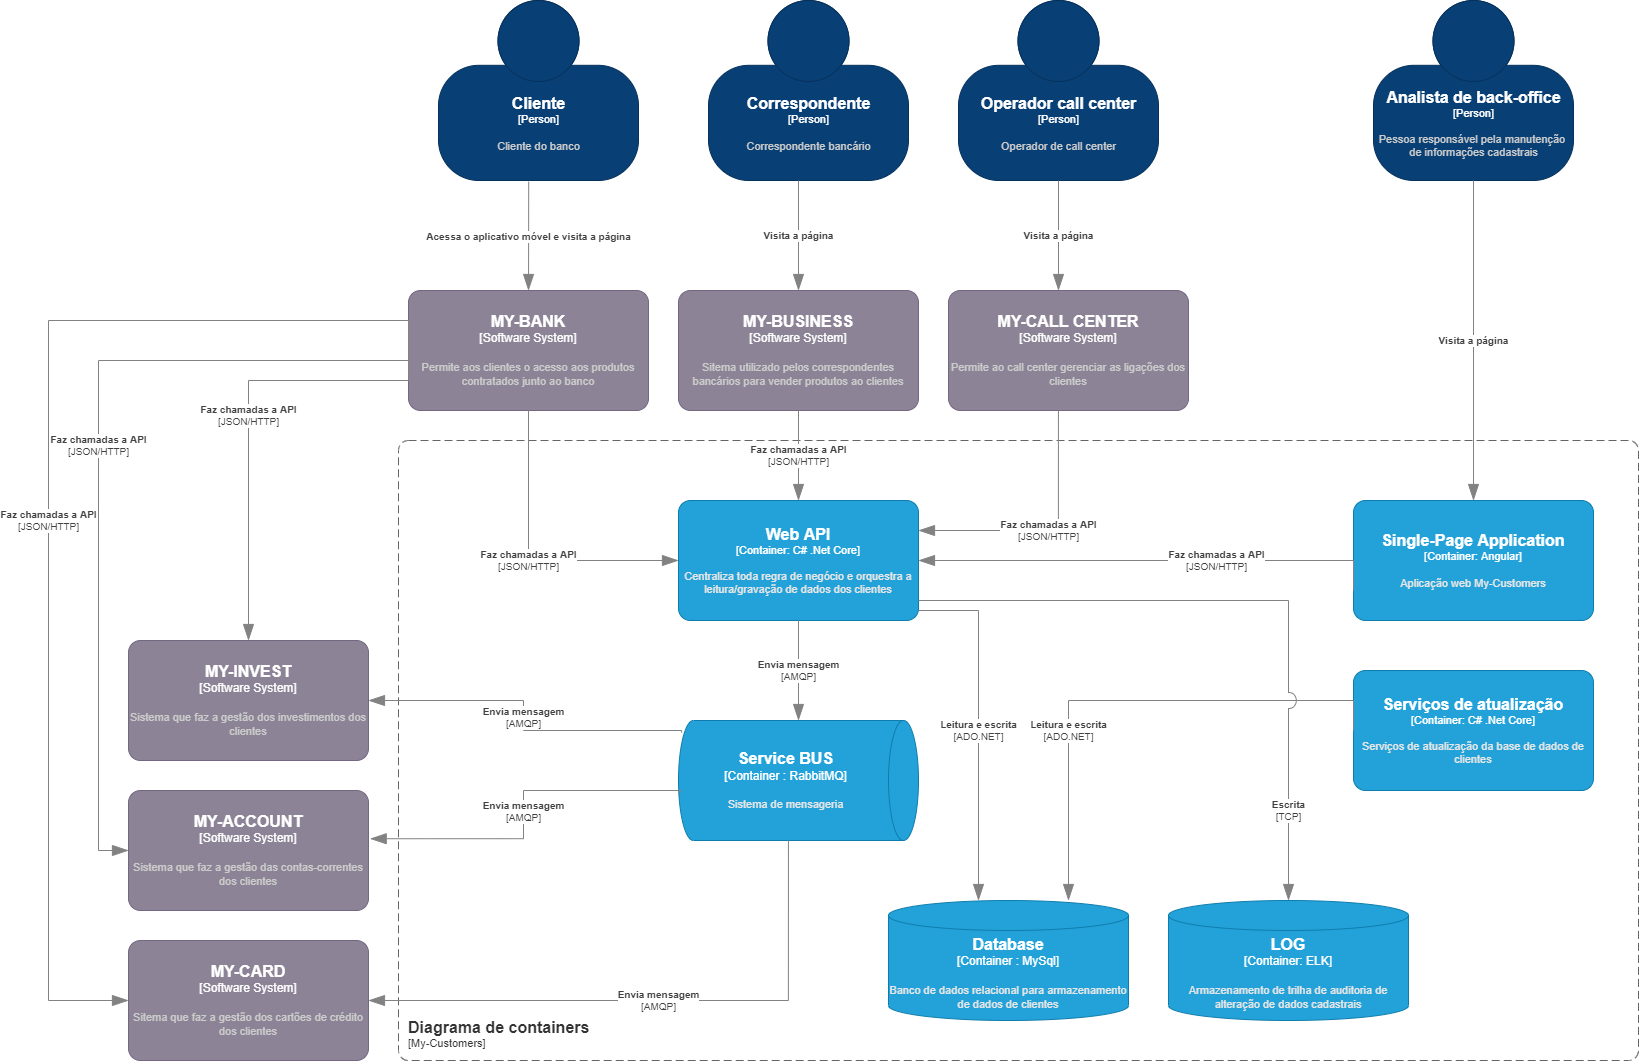 Cliente
[Person]
Cliente do banco
Correspondente
[Person]
Correspondente bancário
Operador call center
[Person]
Operador de call center
Analista de back-office
[Person]
Pessoa responsável pela manutenção
de informações cadastrais
Acessa o aplicativo móvel e visita a página
Visita a página
Visita a página
Visita a página
MY-BANK
[Software System]
Permite aos clientes o acesso aos produtos
contratados junto ao banco
MY-BUSINESS
[Software System]
Sitema utilizado pelos correspondentes
bancários para vender produtos ao clientes
MY-CALL CENTER
[Software System]
Permite ao call center gerenciar as ligações dos
clientes
Faz chamadas a API
[JSON/HTTP]
Faz chamadas a API
[JSON/HTTP]
Faz chamadas a API
[JSON/HTTP]
Faz chamadas a API
[JSON/HTTP]
Faz chamadas a API
[JSON/HTTP]
Faz chamadas a API
[JSON/HTTP]
Faz chamadas a API
[JSON/HTTP]
Web API
[Container: C# .Net Core]
Centraliza toda regra de negócio e orquestra a
leitura/gravação de dados dos clientes
Single-Page Application
[Container: Angular]
Aplicação web My-Customers
MY-INVEST
[Software System]
Sistema que faz a gestão dos investimentos dos
clientes
Envia mensagem
[AMQP]
Envia mensagem
[AMQP]
Leitura e escrita
[ADO.NET]
Leitura e escrita
[ADO.NET]
Serviços de atualização
[Container: C# .Net Core]
Serviços de atualização da base de dados de
clientes
Service BUS
[Container : RabbitMQ]
Sistema de mensageria
MY-ACCOUNT
[Software System]
Sistema que faz a gestão das contas-correntes
dos clientes
Envia mensagem
[AMQP]
Escrita
[TCP]
MY-CARD
[Software System]
Sitema que faz a gestão dos cartões de crédito
dos clientes
Envia mensagem
[AMQP]
Database
[Container : MySql]
Banco de dados relacional para armazenamento
de dados de clientes
LOG
[Container: ELK]
Armazenamento de trilha de auditoria de
alteração de dados cadastrais
Diagrama de containers
[My-Customers]